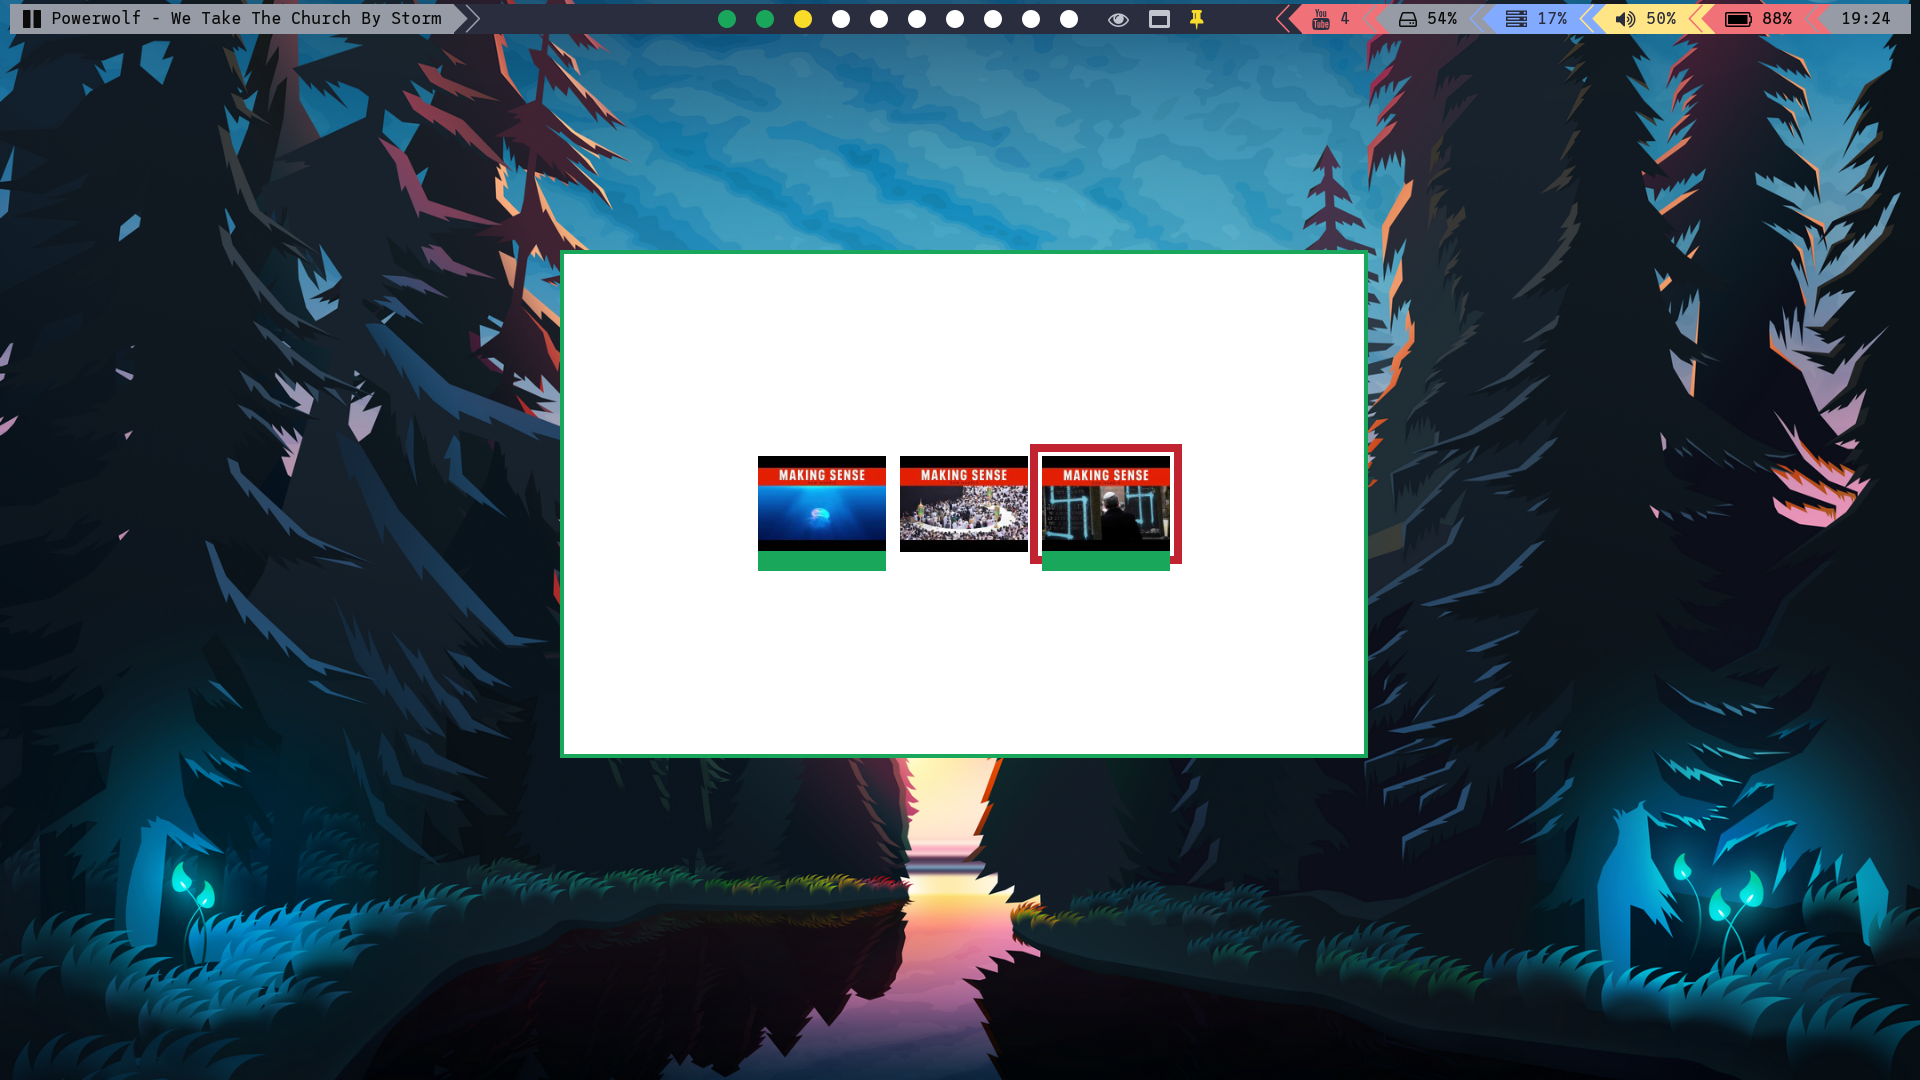 Powerwolf - We Take The Church By Storm
You
Tube 4
54%
17%
50%
88%
19:24
MAKING SENSE
MAKING SENSE
MAKING SENSE